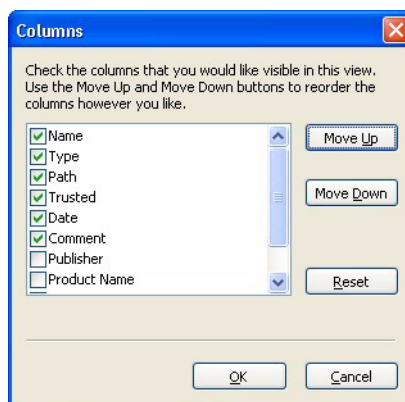 Columns
Check the columns that you would like visible in this view.
Use the Move Up and Move Down buttons to reorder the
columns however you like.
Name
Type
Path
Trusted
Date
Comment
Publisher
Product Name
Move Up
Move Down
Reset
OK
Cancel